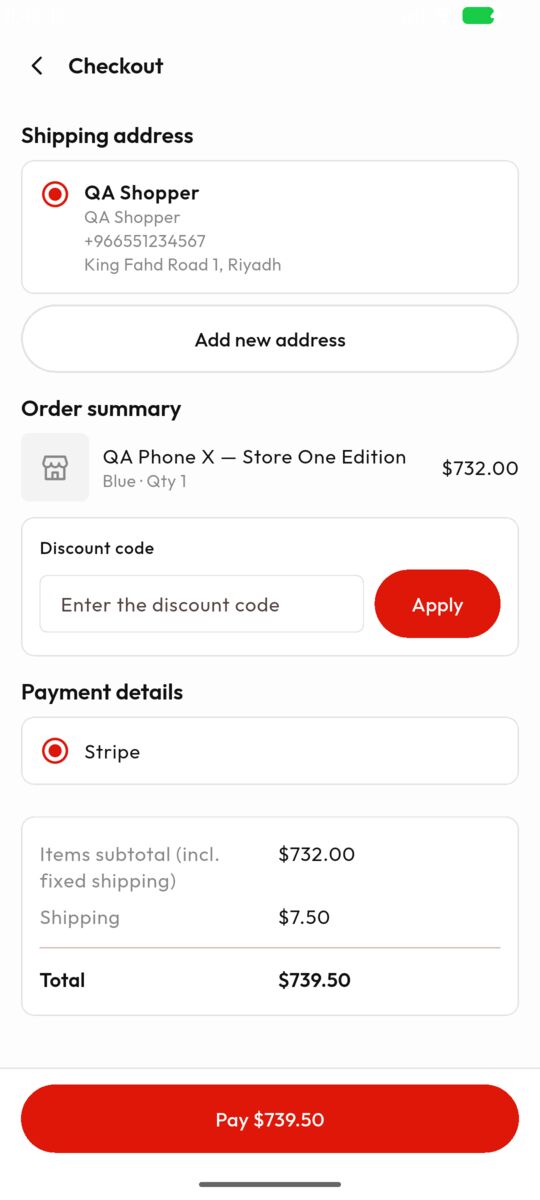 Checkout
Shipping address
QA Shopper
QA Shopper
+966551234567
King Fahd Road 1, Riyadh
Add new address
Order summary
QA Phone X — Store One Edition
$732.00
Blue · Qty 1
Discount code
Enter the discount code
Apply
Payment details
Stripe
Items subtotal (incl. fixed shipping)
$732.00
Shipping
$7.50
Total
$739.50
Pay $739.50